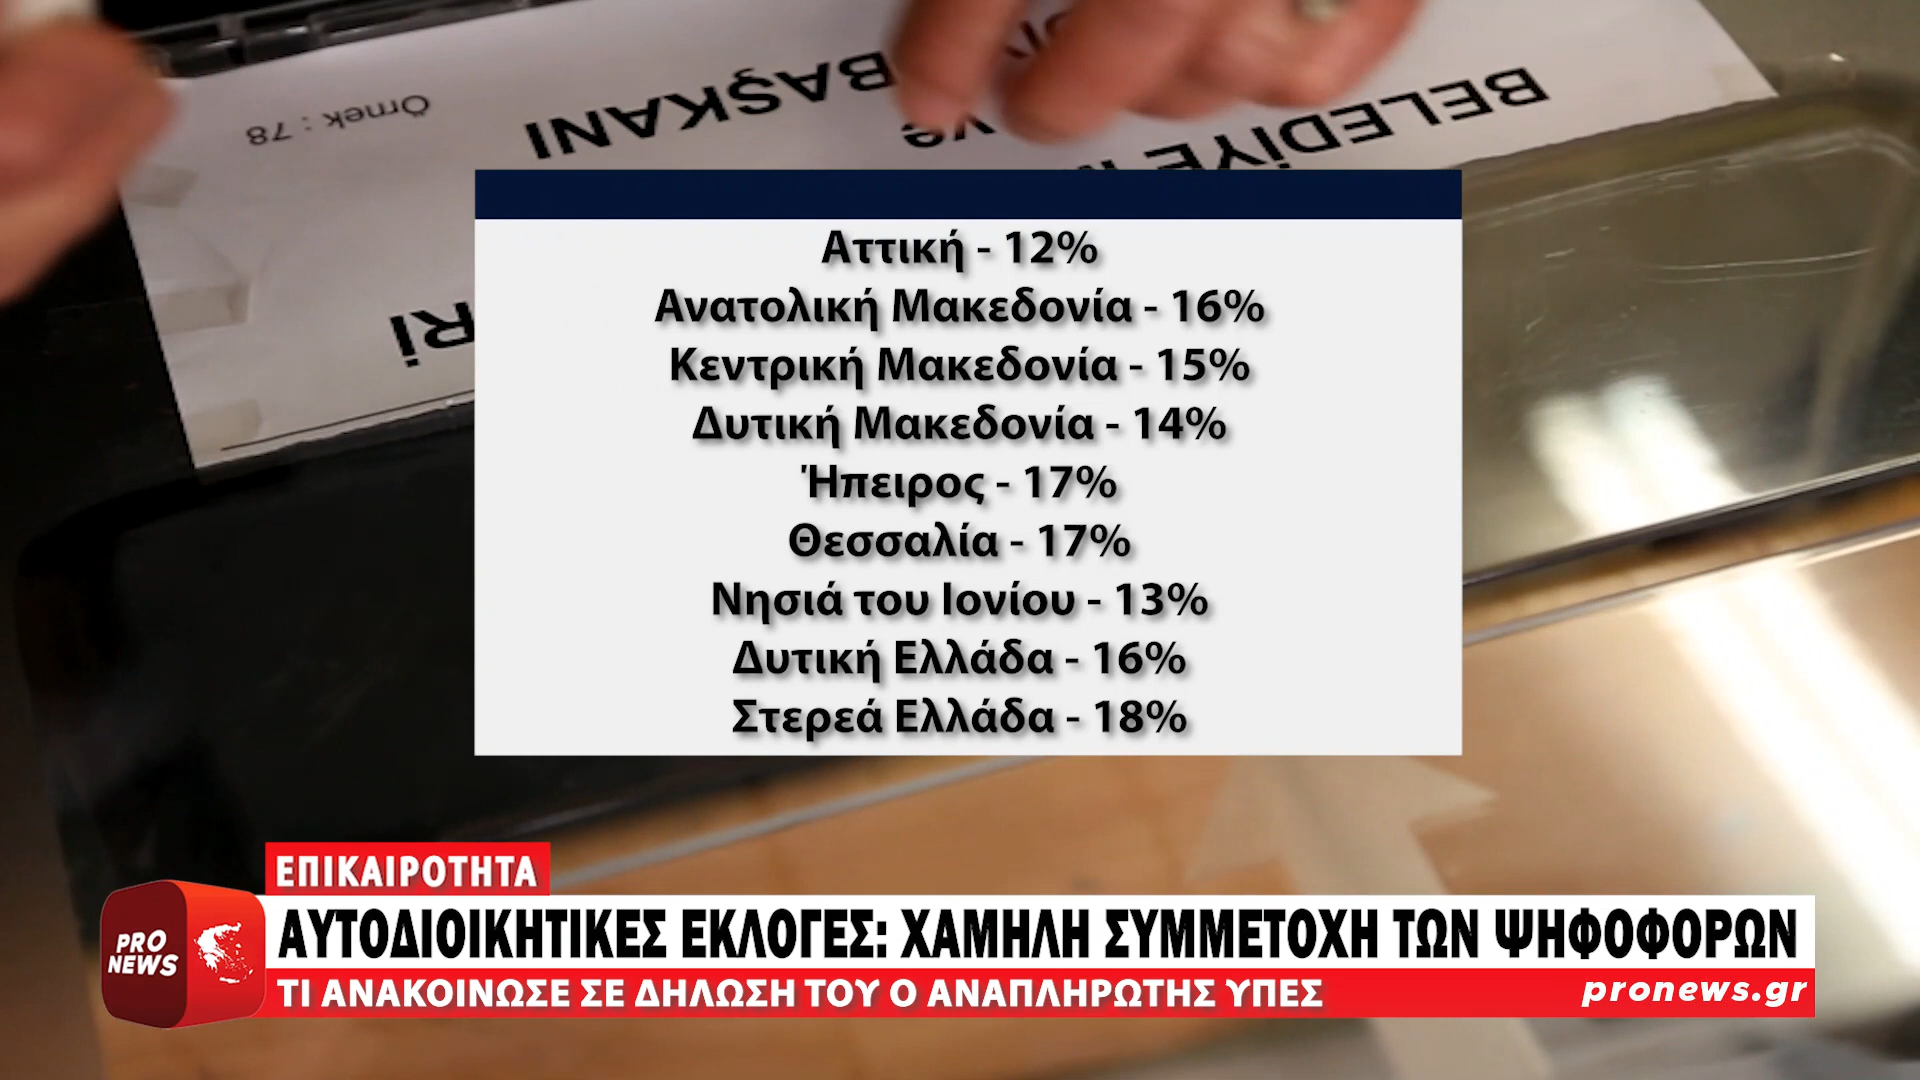 Örnek : 78
BAŞKANI
ve
BELEDİYE
Rİ
Αττική - 12%
Ανατολική Μακεδονία - 16%
Κεντρική Μακεδονία - 15%
Δυτική Μακεδονία - 14%
Ήπειρος - 17%
Θεσσαλία - 17%
Νησιά του Ιονίου - 13%
Δυτική Ελλάδα - 16%
Στερεά Ελλάδα - 18%
ΕΠΙΚΑΙΡΟΤΗΤΑ
ΑΥΤΟΔΙΟΙΚΗΤΙΚΕΣ ΕΚΛΟΓΕΣ: ΧΑΜΗΛΗ ΣΥΜΜΕΤΟΧΗ ΤΩΝ ΨΗΦΟΦΟΡΩΝ
PRO
NEWS
ΤΙ ΑΝΑΚΟΙΝΩΣΕ ΣΕ ΔΗΛΩΣΗ ΤΟΥ Ο ΑΝΑΠΛΗΡΩΤΗΣ ΥΠΕΣ
pronews.gr